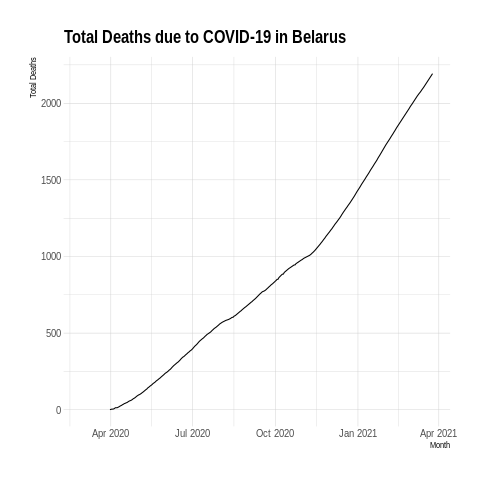 Total Deaths due to COVID-19 in Belarus
Total Deaths
2000
1500
1000
500
0
Apr 2020 Jul 2020 Oct 2020 Jan 2021 Apr 2021
Month